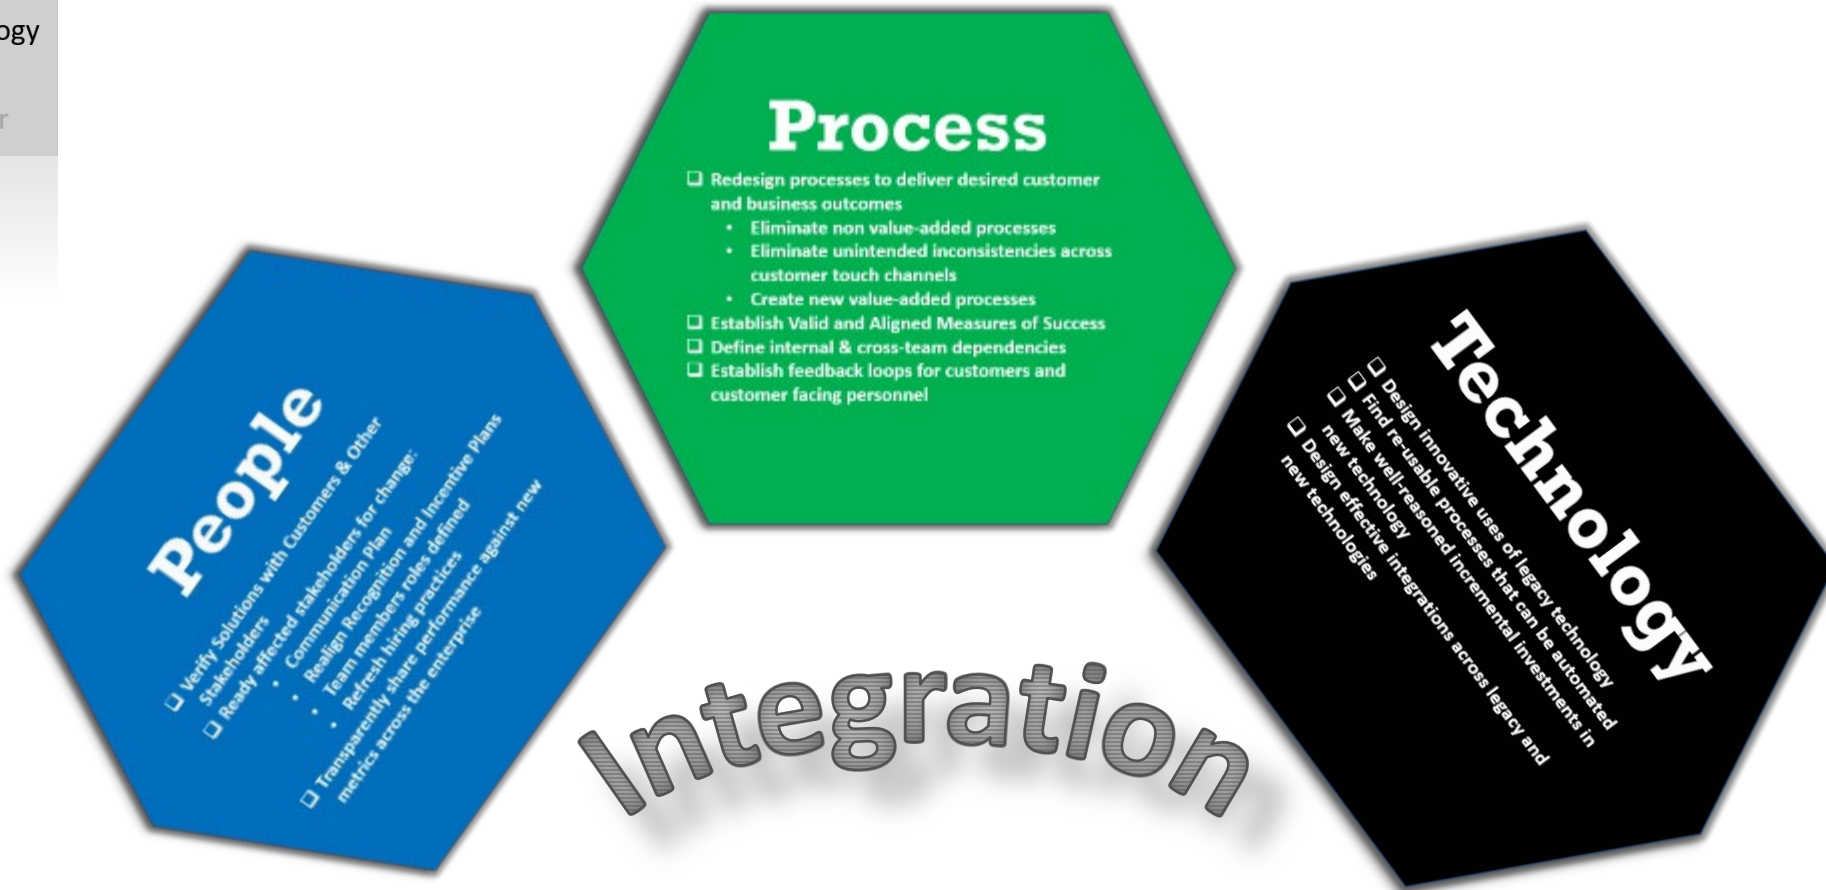 ogy
r
People
❑ Verify Solutions with Customers & Other
Stakeholders
❑ Ready affected stakeholders for change:
• Communication Plan
• Realign Recognition and Incentive Plans
• Team members roles defined
• Refresh hiring practices
❑ Transparently share performance against new
metrics across the enterprise
Process
❑ Redesign processes to deliver desired customer
and business outcomes
• Eliminate non value-added processes
• Eliminate unintended inconsistencies across
customer touch channels
• Create new value-added processes
❑ Establish Valid and Aligned Measures of Success
❑ Define internal & cross-team dependencies
❑ Establish feedback loops for customers and
customer facing personnel
Technology
❑ Design innovative uses of legacy technology
❑ Find re-usable processes that can be automated
❑ Make well-reasoned incremental investments in
new technology
❑ Design effective integrations across legacy and
new technologies
Integration